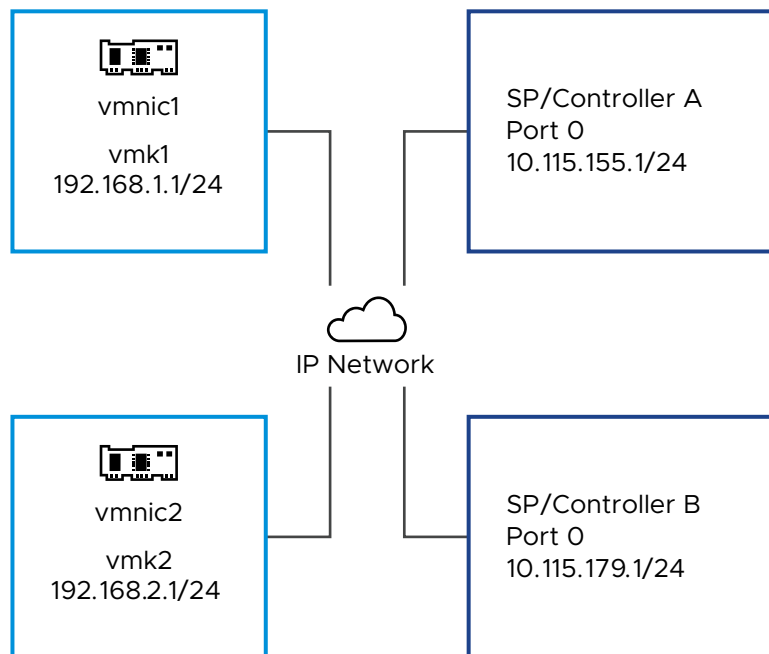 vmnic1
vmk1
192.168.1.1/24
SP/Controller A
Port 0
10.115.155.1/24
IP Network
vmnic2
vmk2
192.168.2.1/24
SP/Controller B
Port 0
10.115.179.1/24